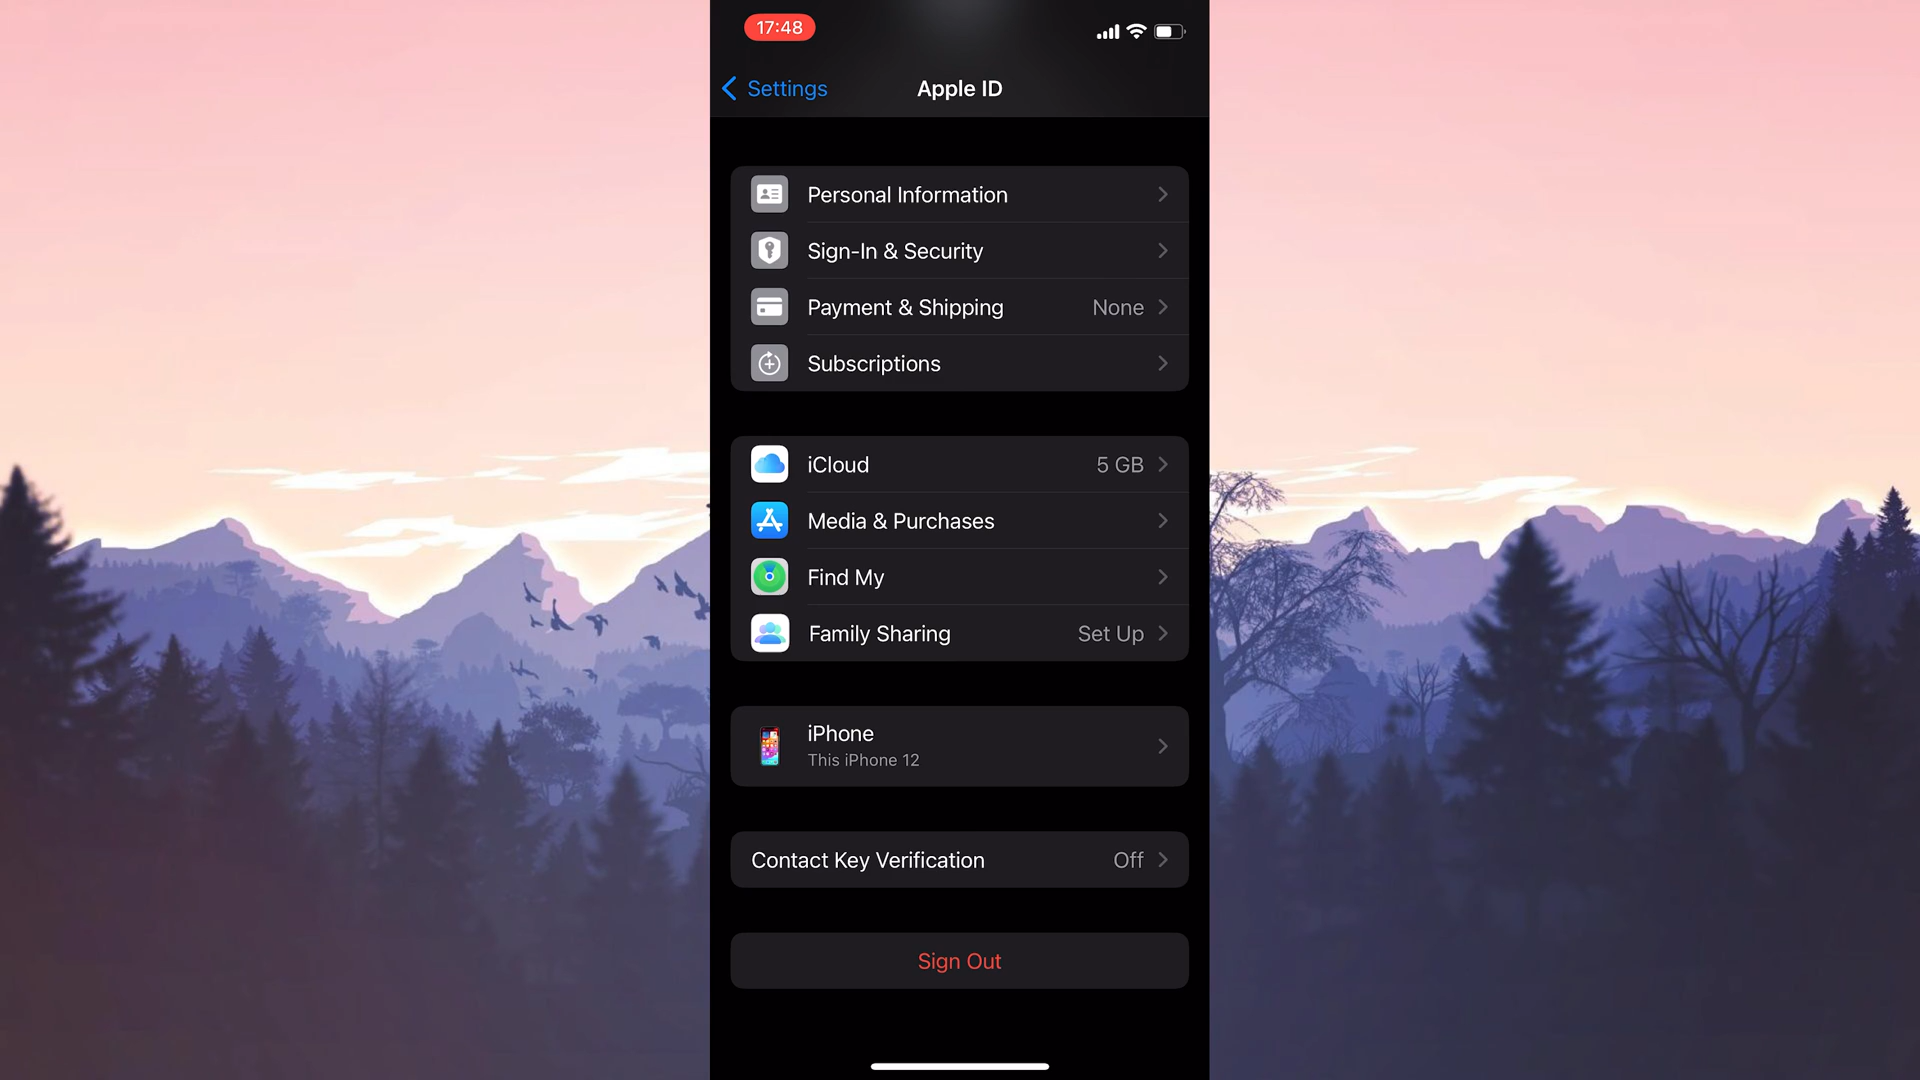 17:48
Settings
Apple ID
Personal Information
Sign-In & Security
Payment & Shipping None
Subscriptions
iCloud 5 GB
Media & Purchases
Find My
Family Sharing Set Up
iPhone
This iPhone 12
Contact Key Verification Off
Sign Out